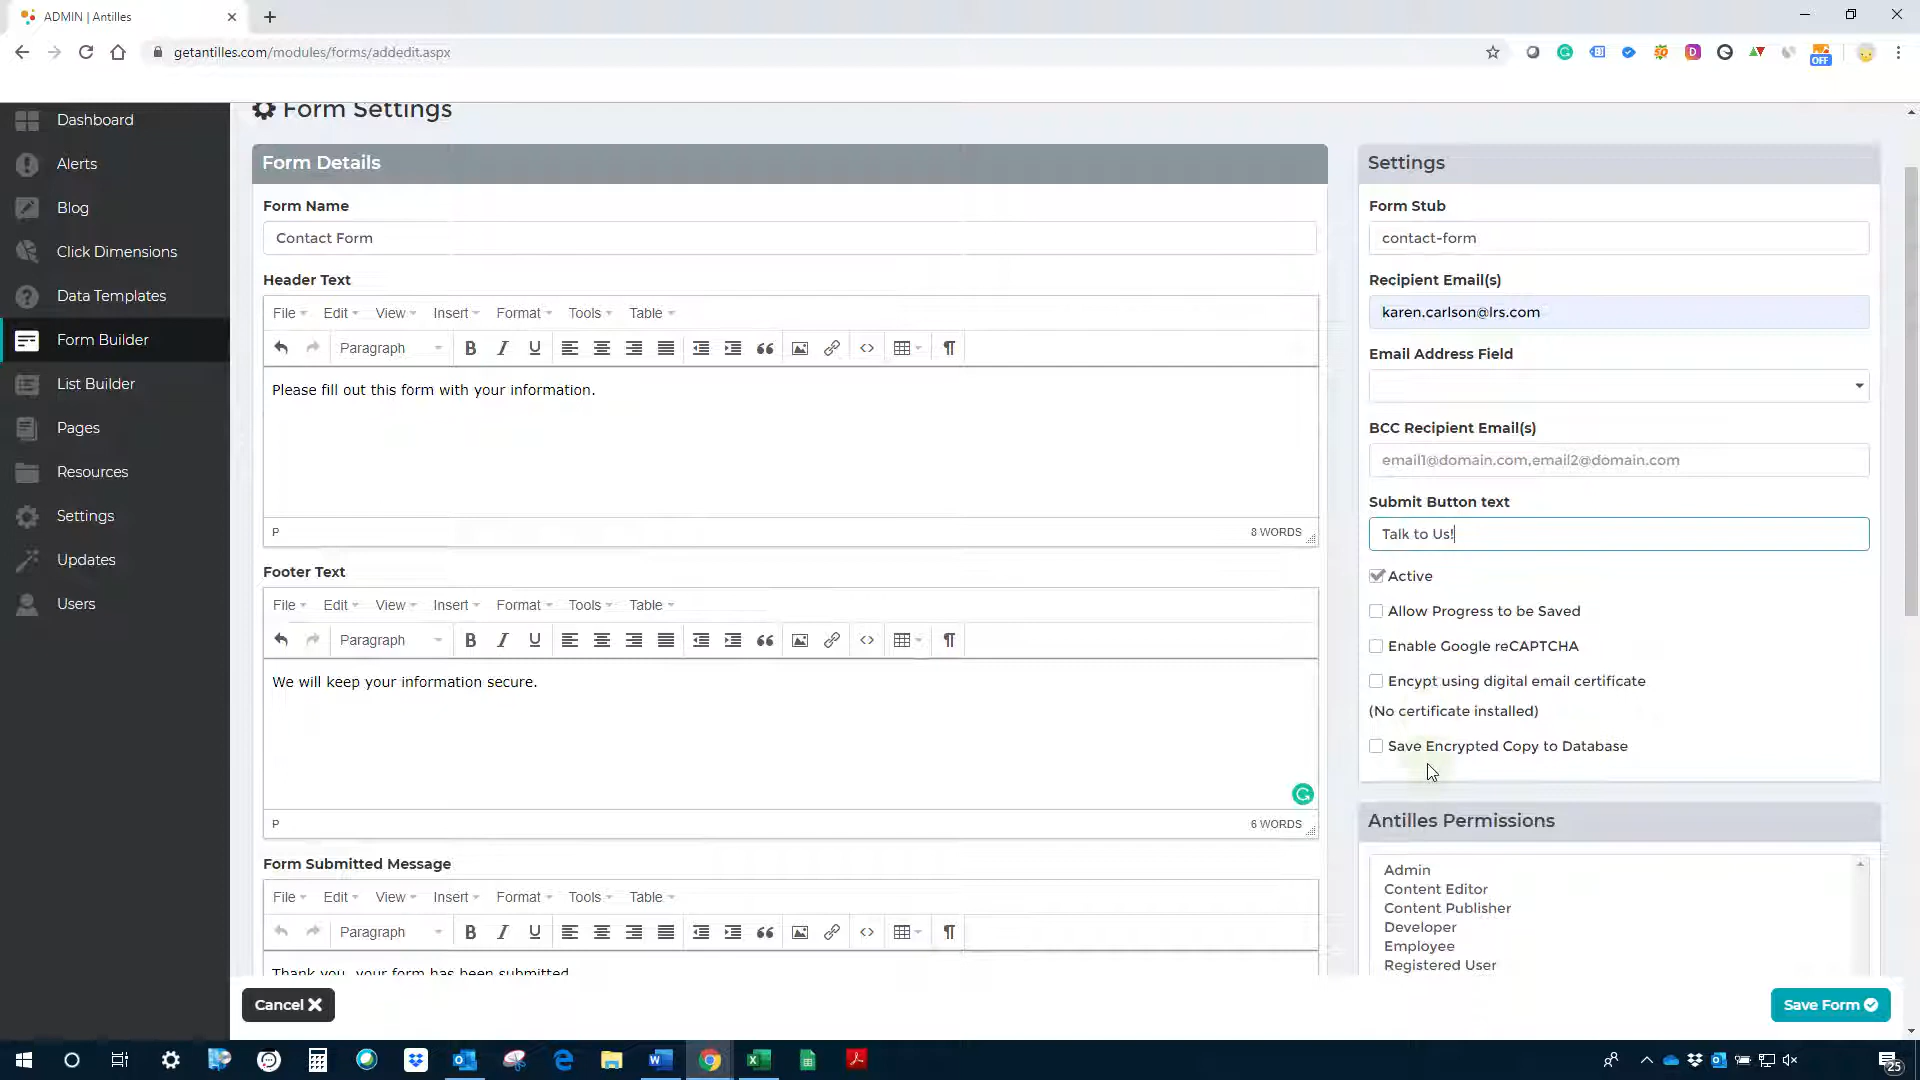 ADMIN | Antilles
getantilles.com/modules/forms/addedit.aspx
OFF
Dashboard
Alerts
Blog
Click Dimensions
Data Templates
Form Builder
List Builder
Pages
Resources
Settings
Updates
Users
Form Settings
Form Details
Form Name
Contact Form
Header Text
File Edit View Insert Format Tools Table
Paragraph B I U
Please fill out this form with your information.
P 8 WORDS
Footer Text
File Edit View Insert Format Tools Table
Paragraph B I U
We will keep your information secure.
P 6 WORDS
Form Submitted Message
File Edit View Insert Format Tools Table
Paragraph B I U
Thank you, your form has been submitted
Cancel
Settings
Form Stub
contact-form
Recipient Email(s)
karen.carlson@lrs.com
Email Address Field
BCC Recipient Email(s)
email1@domain.com,email2@domain.com
Submit Button text
Talk to Us!
Active
Allow Progress to be Saved
Enable Google reCAPTCHA
Encypt using digital email certificate
(No certificate installed)
Save Encrypted Copy to Database
Antilles Permissions
Admin
Content Editor
Content Publisher
Developer
Employee
Registered User
Save Form
25